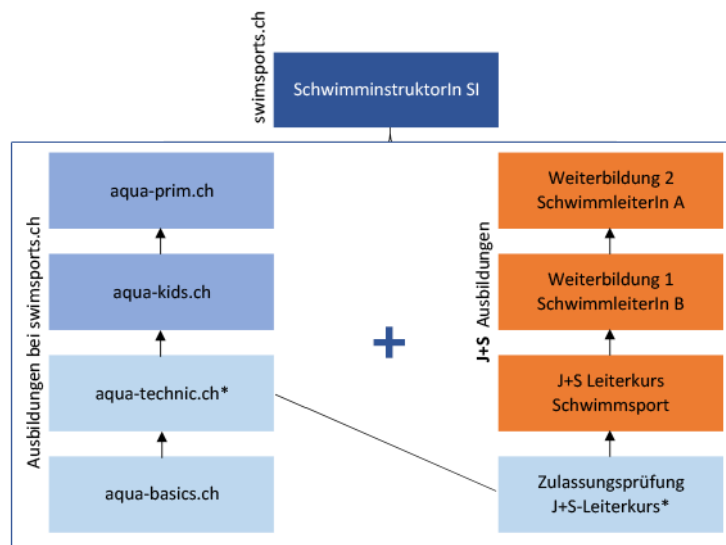 swimsports.ch
SchwimminstruktorIn SI
Ausbildungen bei swimsports.ch
aqua-prim.ch
aqua-kids.ch
aqua-technic.ch*
aqua-basics.ch
+
J+S Ausbildungen
Weiterbildung 2
SchwimmleiterIn A
Weiterbildung 1
SchwimmleiterIn B
J+S Leiterkurs
Schwimmsport
Zulassungsprüfung
J+S-Leiterkurs*